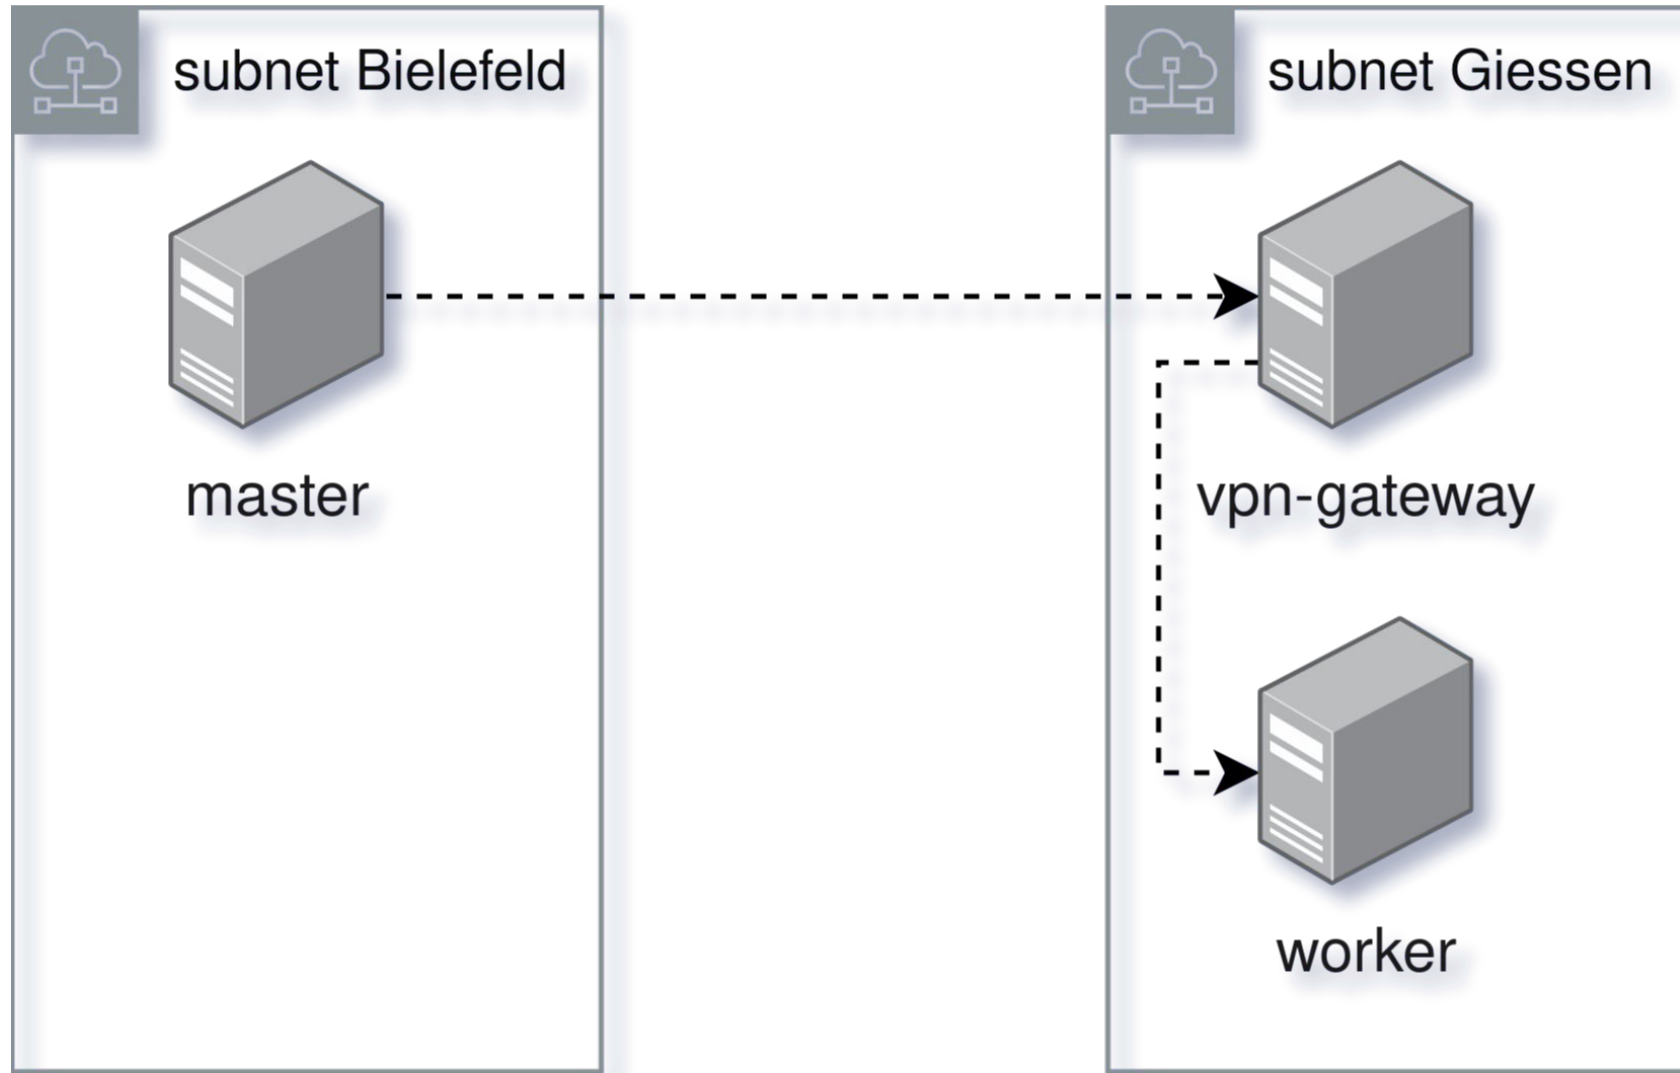 subnet Bielefeld
subnet Giessen
master
vpn-gateway
worker